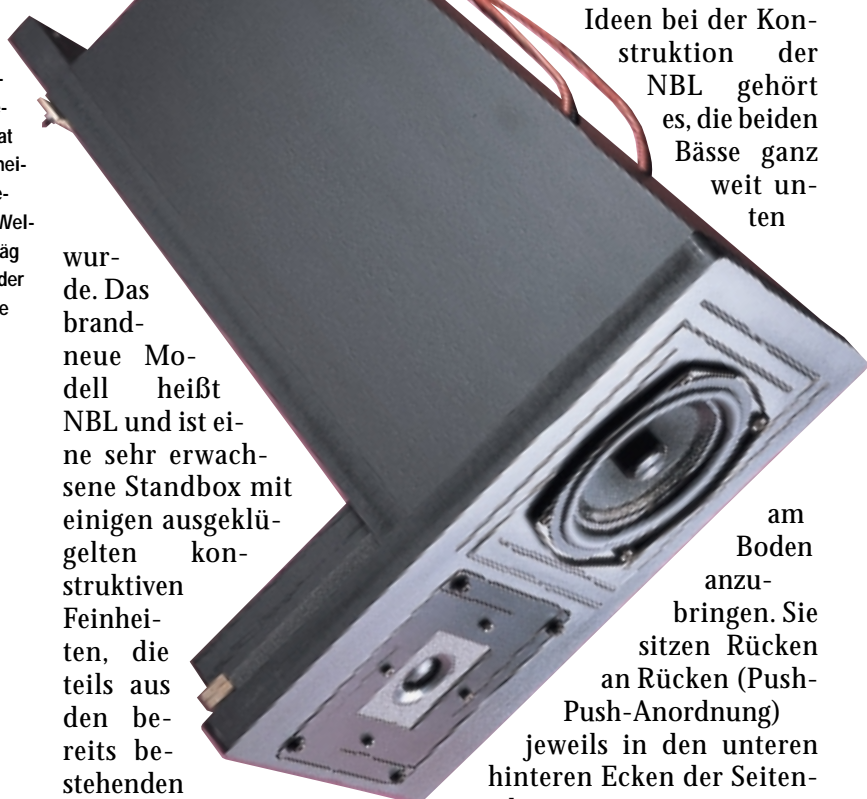 at
der
wur-
de. Das
brand-
neue Mo-
dell heißt
NBL und ist ei-
ne sehr erwach-
sene Standbox mit
einigen ausgeklü-
gelten kon-
struktiven
Feinhei-
ten, die
teils aus
den be-
reits be-
stehenden
Ideen bei der Kon-
struktion der
NBL gehört
es, die beiden
Bässe ganz
weit un-
ten
am
Boden
anzu-
bringen. Sie
sitzen Rücken
an Rücken (Push-
Push-Anordnung)
jeweils in den unteren
hinteren Ecken der Seiten-